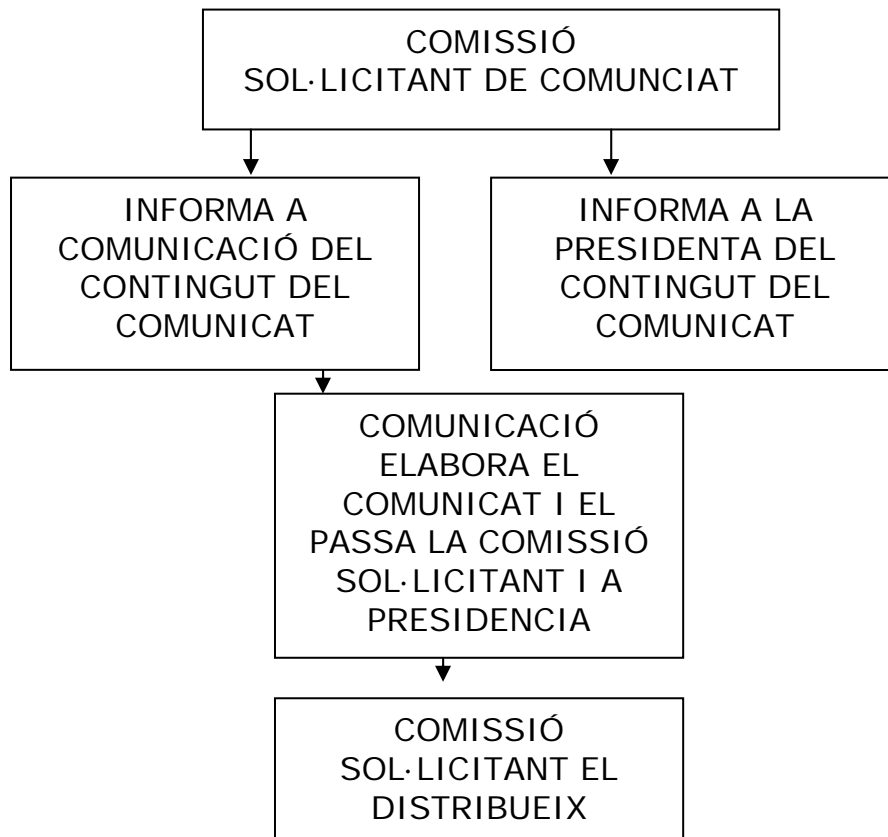 COMISSIÓ
SOL·LICITANT DE COMUNCIAT
INFORMA A
COMUNICACIÓ DEL
CONTINGUT DEL
COMUNICAT
INFORMA A LA
PRESIDENTA DEL
CONTINGUT DEL
COMUNICAT
COMUNICACIÓ
ELABORA EL
COMUNICAT I EL
PASSA LA COMISSIÓ
SOL·LICITANT I A
PRESIDENCIA
COMISSIÓ
SOL·LICITANT EL
DISTRIBUEIX